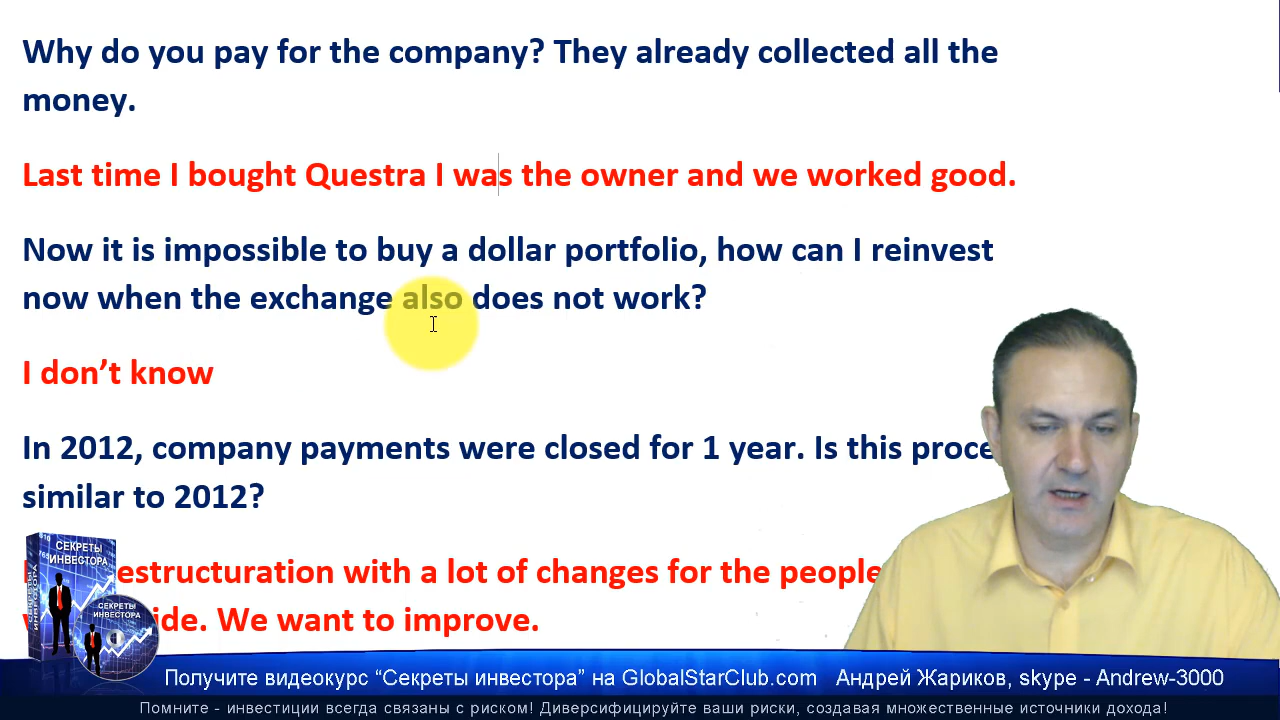 Why do you pay for the company? They already collected all the
money.
Last time I bought Questra I was the owner and we worked good.
Now it is impossible to buy a dollar portfolio, how can I reinvest
now when the exchange also does not work?
I don’t know
In 2012, company payments were closed for 1 year. Is this proce
similar to 2012?
estructuration with a lot of changes for the people
ide. We want to improve.
СЕКРЕТЫ
ИНВЕСТОРА
СЕКРЕТЫ
ИНВЕСТОРА
Получите видеокурс “Секреты инвестора” на GlobalStarClub.com Андрей Жариков, skype - Andrew-3000
Помните - инвестиции всегда связаны с риском! Диверсифицируйте ваши риски, создавая множественные источники дохода!